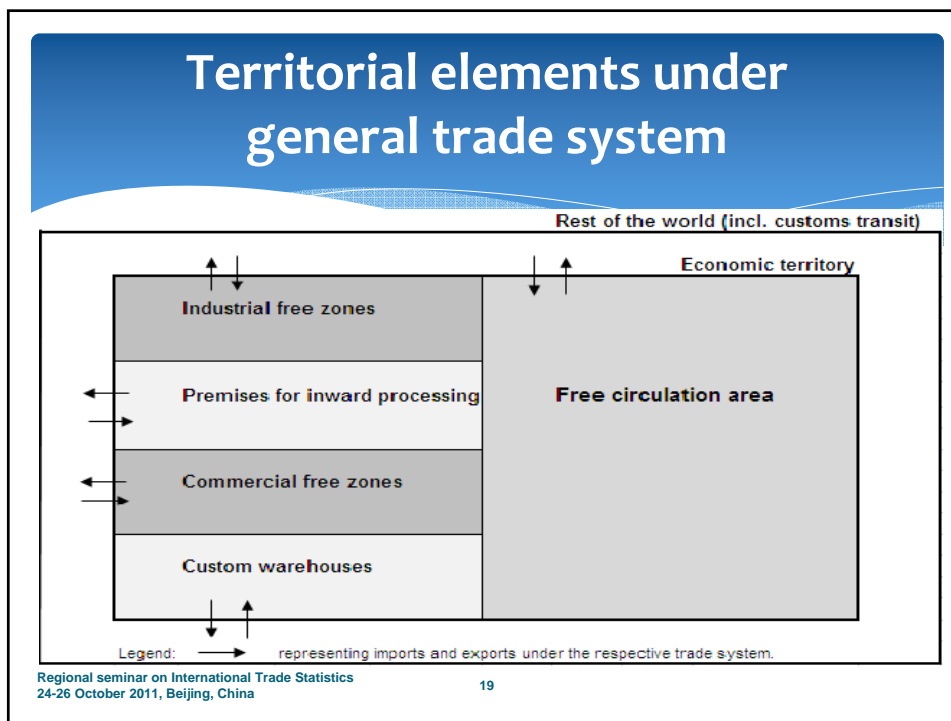 Territorial elements under
general trade system
Rest of the world (incl. customs transit)
Economic territory
Industrial free zones
Premises for inward processing
Free circulation area
Commercial free zones
Custom warehouses
Legend: representing imports and exports under the respective trade system.
Regional seminar on International Trade Statistics
24-26 October 2011, Beijing, China
19